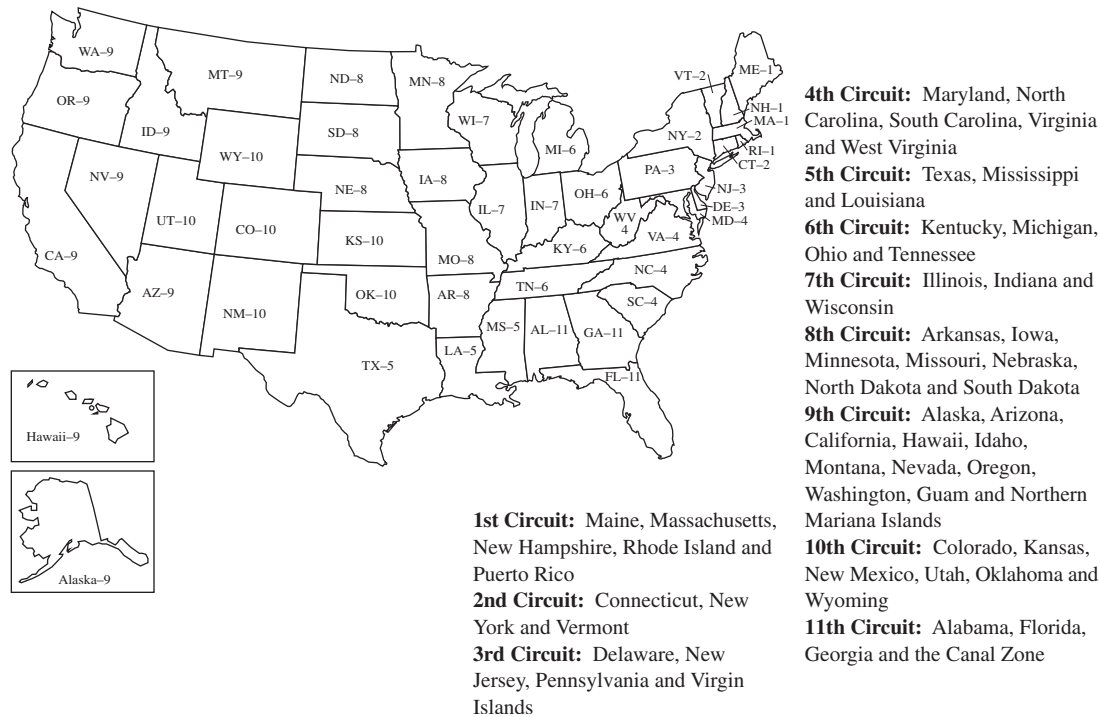 WA–9
MT–9
ND–8
MN–8
VT–2
ME–1
OR–9
ID–9
WY–10
SD–8
WI–7
MI–6
NY–2
NH–1
MA–1
RI–1
CT–2
NV–9
UT–10
CO–10
NE–8
IA–8
IL–7
IN–7
OH–6
PA–3
NJ–3
DE–3
MD–4
WV
4
VA–4
CA–9
AZ–9
NM–10
KS–10
OK–10
MO–8
AR–8
KY–6
TN–6
NC–4
SC–4
MS–5
AL–11
GA–11
TX–5
LA–5
FL–11
Hawaii–9
Alaska–9
1st Circuit: Maine, Massachusetts,
New Hampshire, Rhode Island and
Puerto Rico
2nd Circuit: Connecticut, New
York and Vermont
3rd Circuit: Delaware, New
Jersey, Pennsylvania and Virgin
Islands
4th Circuit: Maryland, North
Carolina, South Carolina, Virginia
and West Virginia
5th Circuit: Texas, Mississippi
and Louisiana
6th Circuit: Kentucky, Michigan,
Ohio and Tennessee
7th Circuit: Illinois, Indiana and
Wisconsin
8th Circuit: Arkansas, Iowa,
Minnesota, Missouri, Nebraska,
North Dakota and South Dakota
9th Circuit: Alaska, Arizona,
California, Hawaii, Idaho,
Montana, Nevada, Oregon,
Washington, Guam and Northern
Mariana Islands
10th Circuit: Colorado, Kansas,
New Mexico, Utah, Oklahoma and
Wyoming
11th Circuit: Alabama, Florida,
Georgia and the Canal Zone